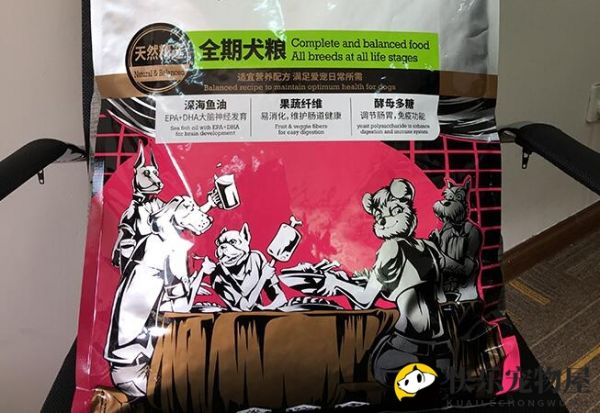 天然精选
Natural & Balanced
全期犬粮
Complete and balanced food
All breeds at all life stages
适宜营养配方 满足爱宠日常所需
Balanced recipe to maintain optimum health for dogs
深海鱼油
EPA+DHA大脑神经发育
Sea fish oil with EPA+DHA
for brain development
果蔬纤维
易消化，维护肠道健康
Fruit & veggie fibers
for easy digestion
酵母多糖
调节肠胃，免疫功能
yeast polysaccharide to enhance
digestion and immune system
快乐宠物屋
KUAILECHONGWUWU